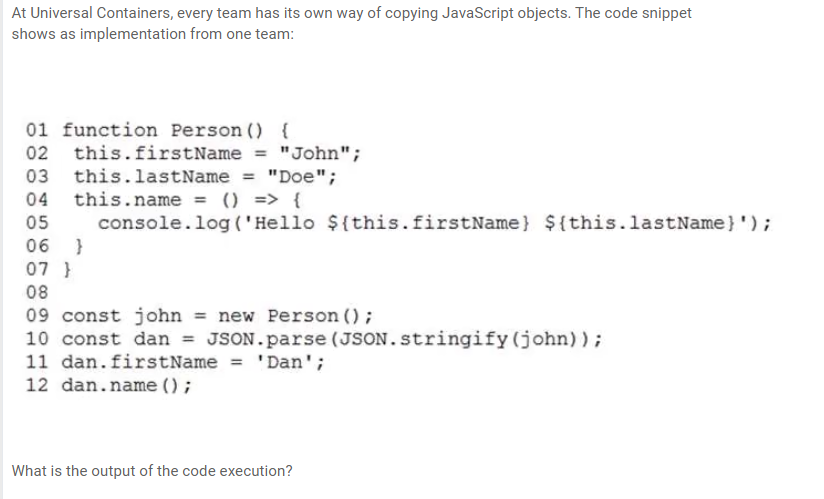 At Universal Containers, every team has its own way of copying JavaScript objects. The code snippet
shows as implementation from one team:
01 function Person() {
02 this.firstName = "John";
03 this.lastName = "Doe";
04 this.name = () => {
05 console.log('Hello ${this.firstName} ${this.lastName}');
06 }
07 }
08
09 const john = new Person();
10 const dan = JSON.parse(JSON.stringify(john));
11 dan.firstName = 'Dan';
12 dan.name();
What is the output of the code execution?